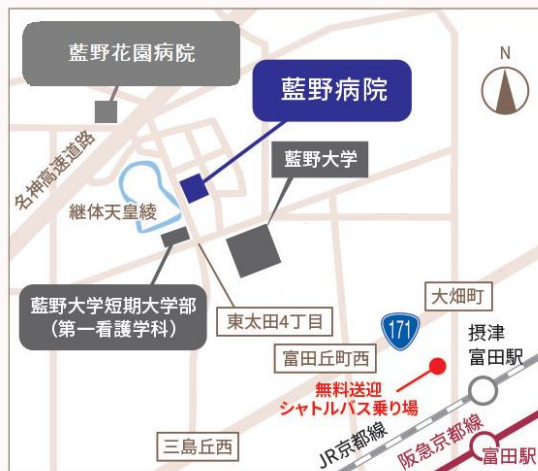 藍野花園病院
N
藍野病院
名神高速道路
藍野大学
継体天皇綾
藍野大学短期大学部
（第一看護学科）
東太田4丁目
大畑町
171
富田丘町西
摂津
富田駅
無料送迎
シャトルバス乗り場
三島丘西
JR京都線
阪急京都線
富田駅